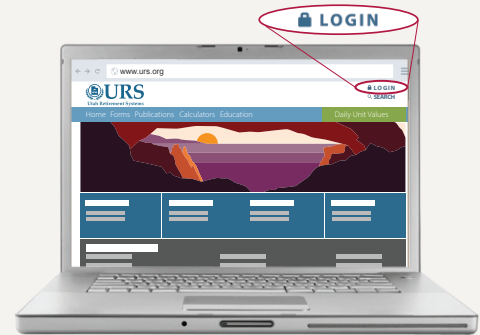 LOGIN
www.urs.org
LOGIN
SEARCH
URS
Utah Retirement Systems
Home Forms Publications Calculators Education Daily Unit Values